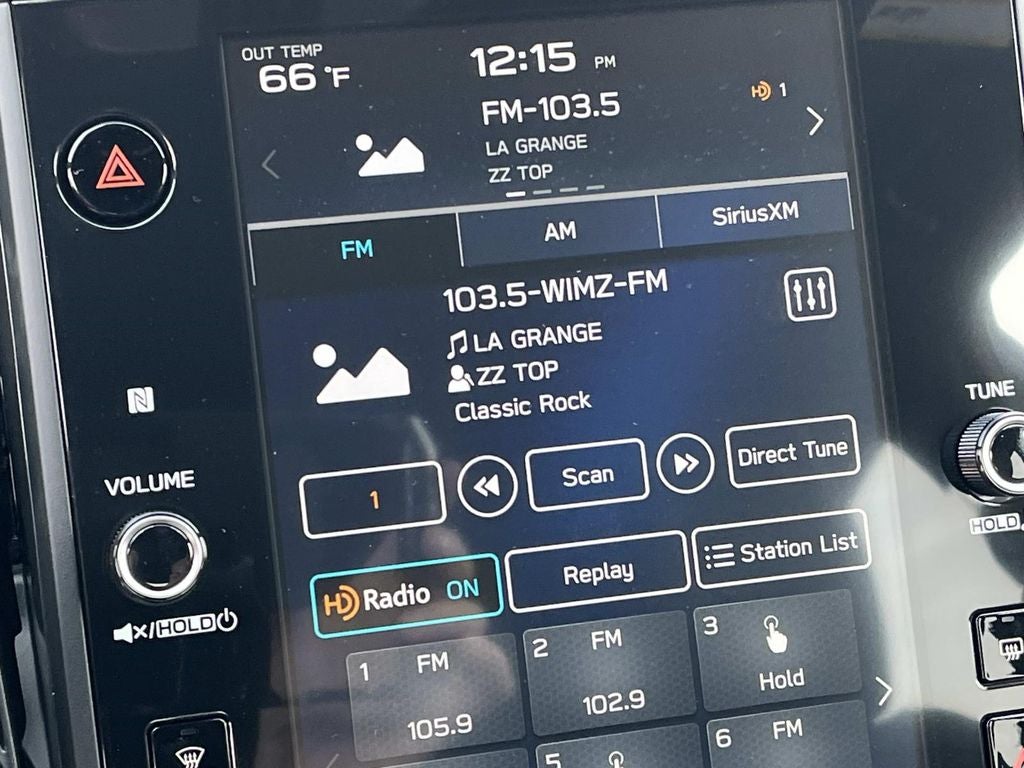 OUT TEMP
66°F
12:15 PM
FM-103.5
HD 1
LA GRANGE
ZZ TOP
FM
AM
SiriusXM
103.5-WIMZ-FM
LA GRANGE
ZZ TOP
Classic Rock
1
Scan
Direct Tune
HD Radio ON
Replay
Station List
1 FM
105.9
2 FM
102.9
3
Hold
5
6 FM
VOLUME
/HOLD
TUNE
HOLD